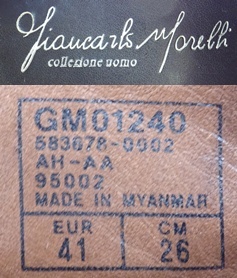 Giancarlo Morelli
collezione uomo
GM01240
583678-0002
AH-AA
95002
MADE IN MYANMAR
EUR CM
41 26